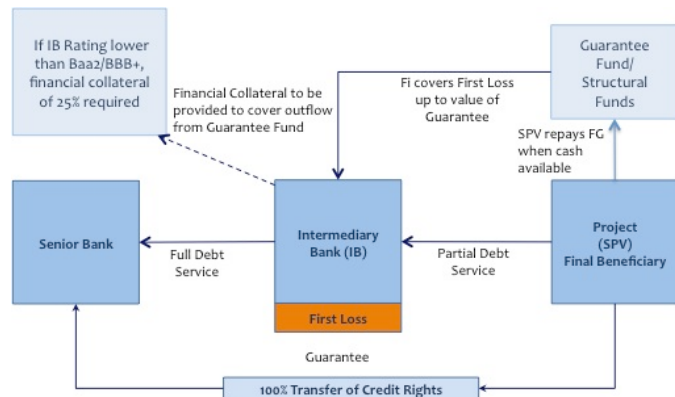 If IB Rating lower
than Baa2/BBB+,
financial collateral
of 25% required
Financial Collateral to be
provided to cover outflow
from Guarantee Fund
Fi covers First Loss
up to value of
Guarantee
Guarantee
Fund/
Structural
Funds
SPV repays FG
when cash
available
Senior Bank
Full Debt
Service
Intermediary
Bank (IB)
First Loss
Partial Debt
Service
Project
(SPV)
Final Beneficiary
Guarantee
100% Transfer of Credit Rights